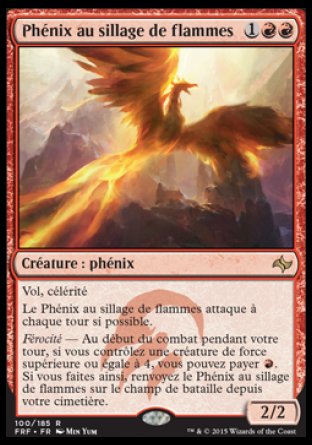 Phénix au sillage de flammes 1
Créature : phénix
Vol, célérité
Le Phénix au sillage de flammes attaque à
chaque tour si possible.
Férocité — Au début du combat pendant votre
tour, si vous contrôlez une créature de force
supérieure ou égale à 4, vous pouvez payer.
Si vous faites ainsi, renvoyez le Phénix au sillage
de flammes sur le champ de bataille depuis
votre cimetière.
2/2
100/185 R
FRF • FR Min Yum
™ & © 2015 Wizards of the Coast